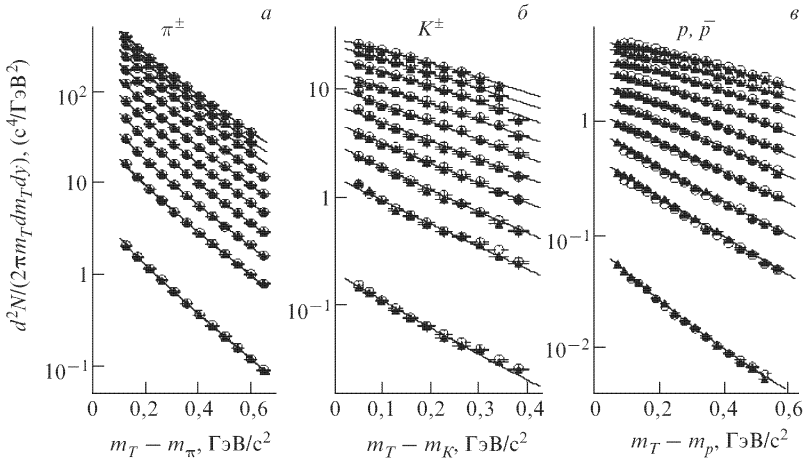 π± а
K± б
p, p̅ в
d²N/(2πm_T dm_T dy), (c⁴/ГэВ²)
10²
10
1
10⁻¹
10
1
10⁻¹
1
10⁻¹
10⁻²
0 0,2 0,4 0,6
0 0,1 0,2 0,3 0,4
0 0,2 0,4 0,6
m_T − m_π, ГэВ/c²
m_T − m_K, ГэВ/c²
m_T − m_p, ГэВ/c²